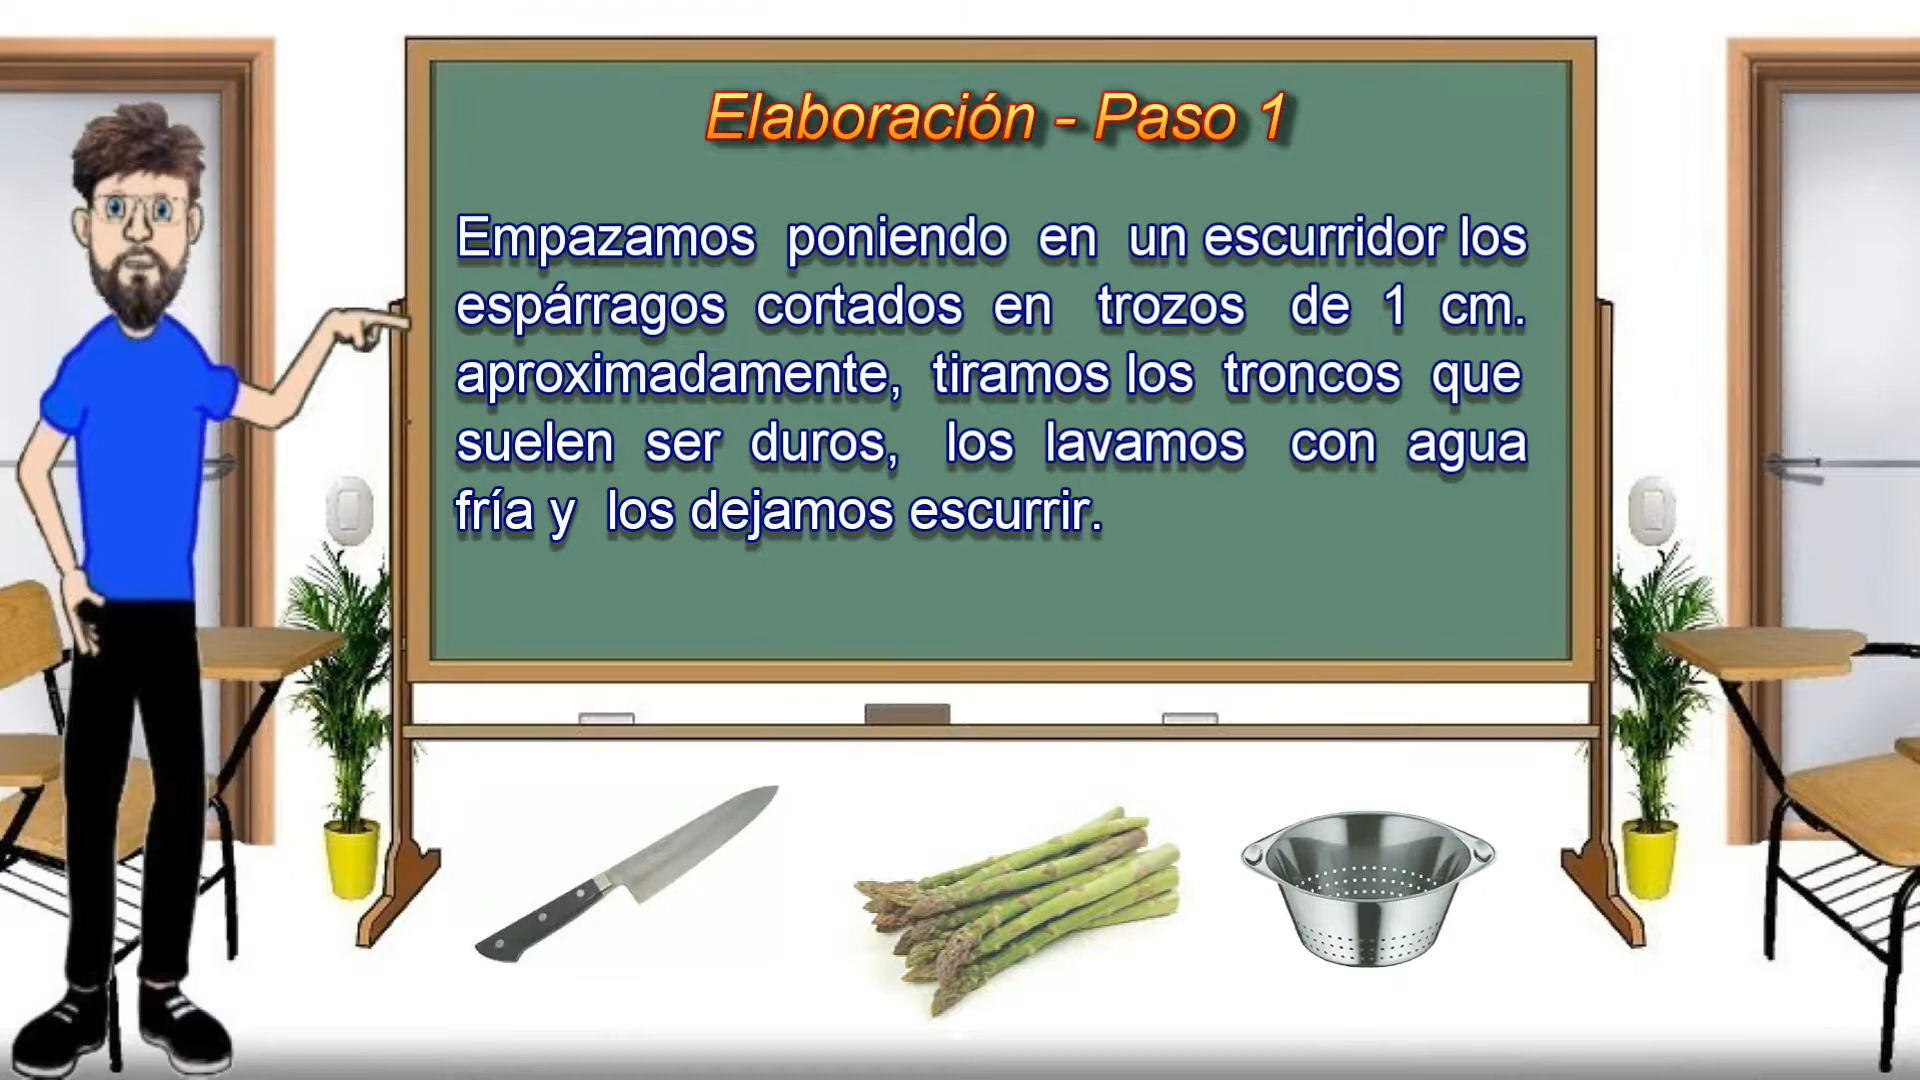 Elaboración - Paso 1
Empazamos poniendo en un escurridor los
espárragos cortados en trozos de 1 cm.
aproximadamente, tiramos los troncos que
suelen ser duros, los lavamos con agua
fría y los dejamos escurrir.